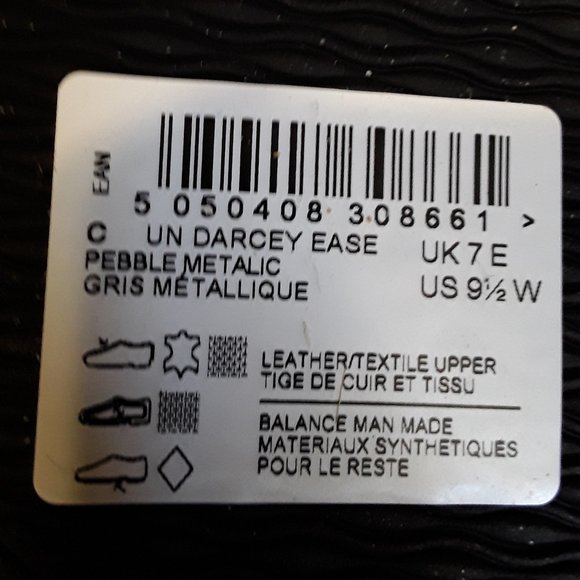 EAN
5 050408 308661 >
C UN DARCEY EASE UK 7 E
PEBBLE METALIC
GRIS MÉTALLIQUE US 9½ W
LEATHER/TEXTILE UPPER
TIGE DE CUIR ET TISSU
BALANCE MAN MADE
MATERIAUX SYNTHETIQUES
POUR LE RESTE